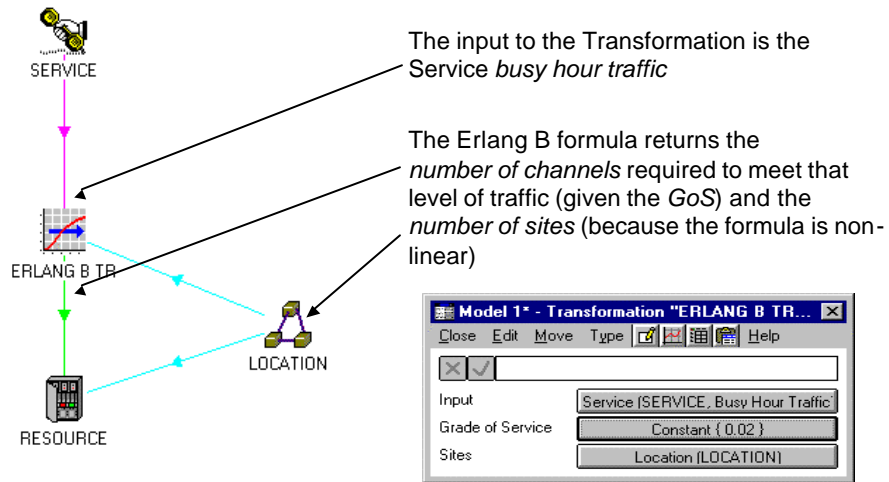 SERVICE
The input to the Transformation is the
Service busy hour traffic
The Erlang B formula returns the
number of channels required to meet that
level of traffic (given the GoS) and the
number of sites (because the formula is non-
linear)
ERLANG B TR
LOCATION
RESOURCE
Model 1* - Transformation "ERLANG B TR...
Close Edit Move Type Help
Input Service (SERVICE, Busy Hour Traffic
Grade of Service Constant { 0.02 }
Sites Location (LOCATION)